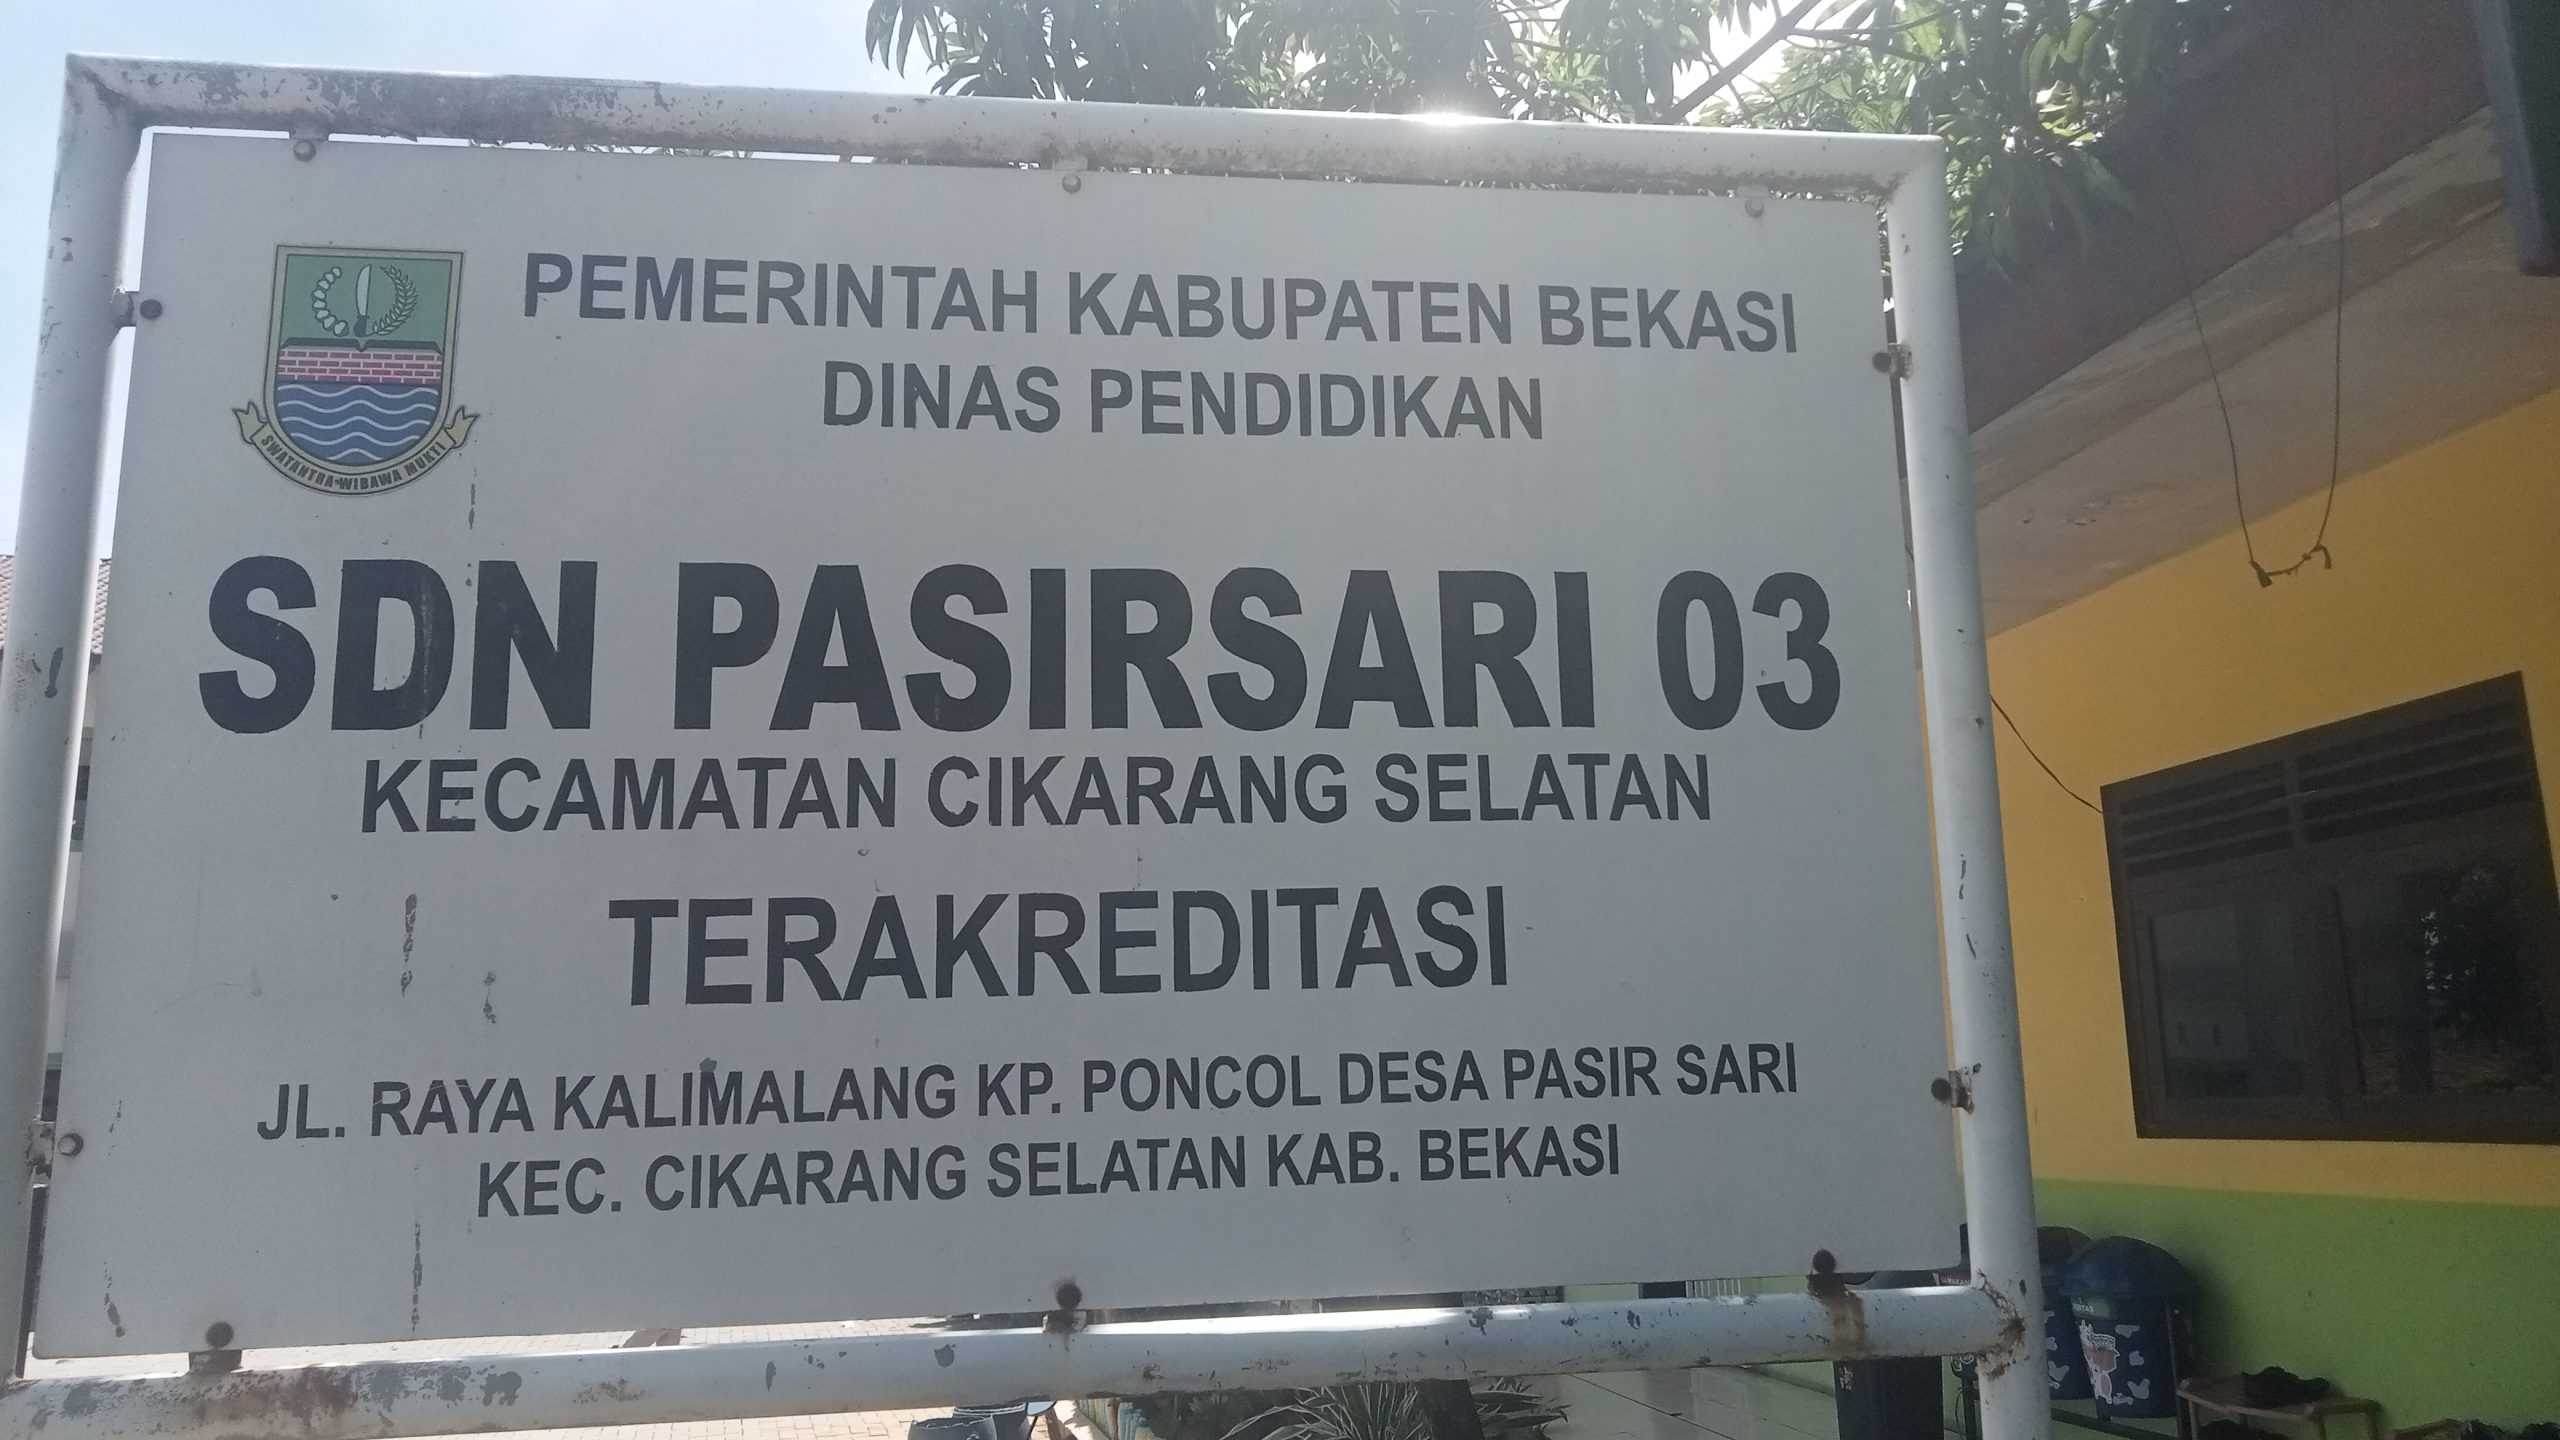 PEMERINTAH KABUPATEN BEKASI
DINAS PENDIDIKAN
SWATANTRA WIBAWA MUKTI
SDN PASIRSARI 03
KECAMATAN CIKARANG SELATAN
TERAKREDITASI
JL. RAYA KALIMALANG KP. PONCOL DESA PASIR SARI
KEC. CIKARANG SELATAN KAB. BEKASI